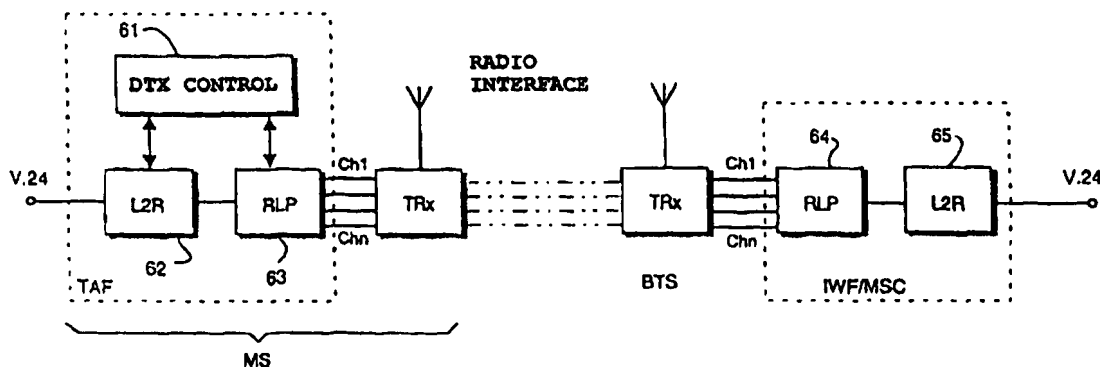 61
DTX CONTROL
RADIO
INTERFACE
V.24
L2R
RLP
Ch1
Chn
TRx
TRx
Ch1
Chn
64
RLP
65
L2R
V.24
62
63
TAF
BTS
IWF/MSC
MS